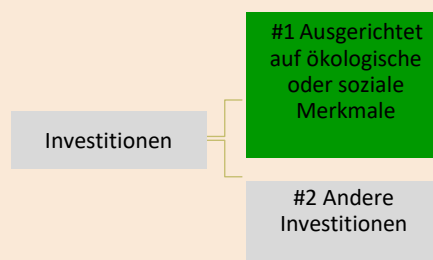 #1 Ausgerichtet
auf ökologische
oder soziale
Merkmale
Investitionen
#2 Andere
Investitionen